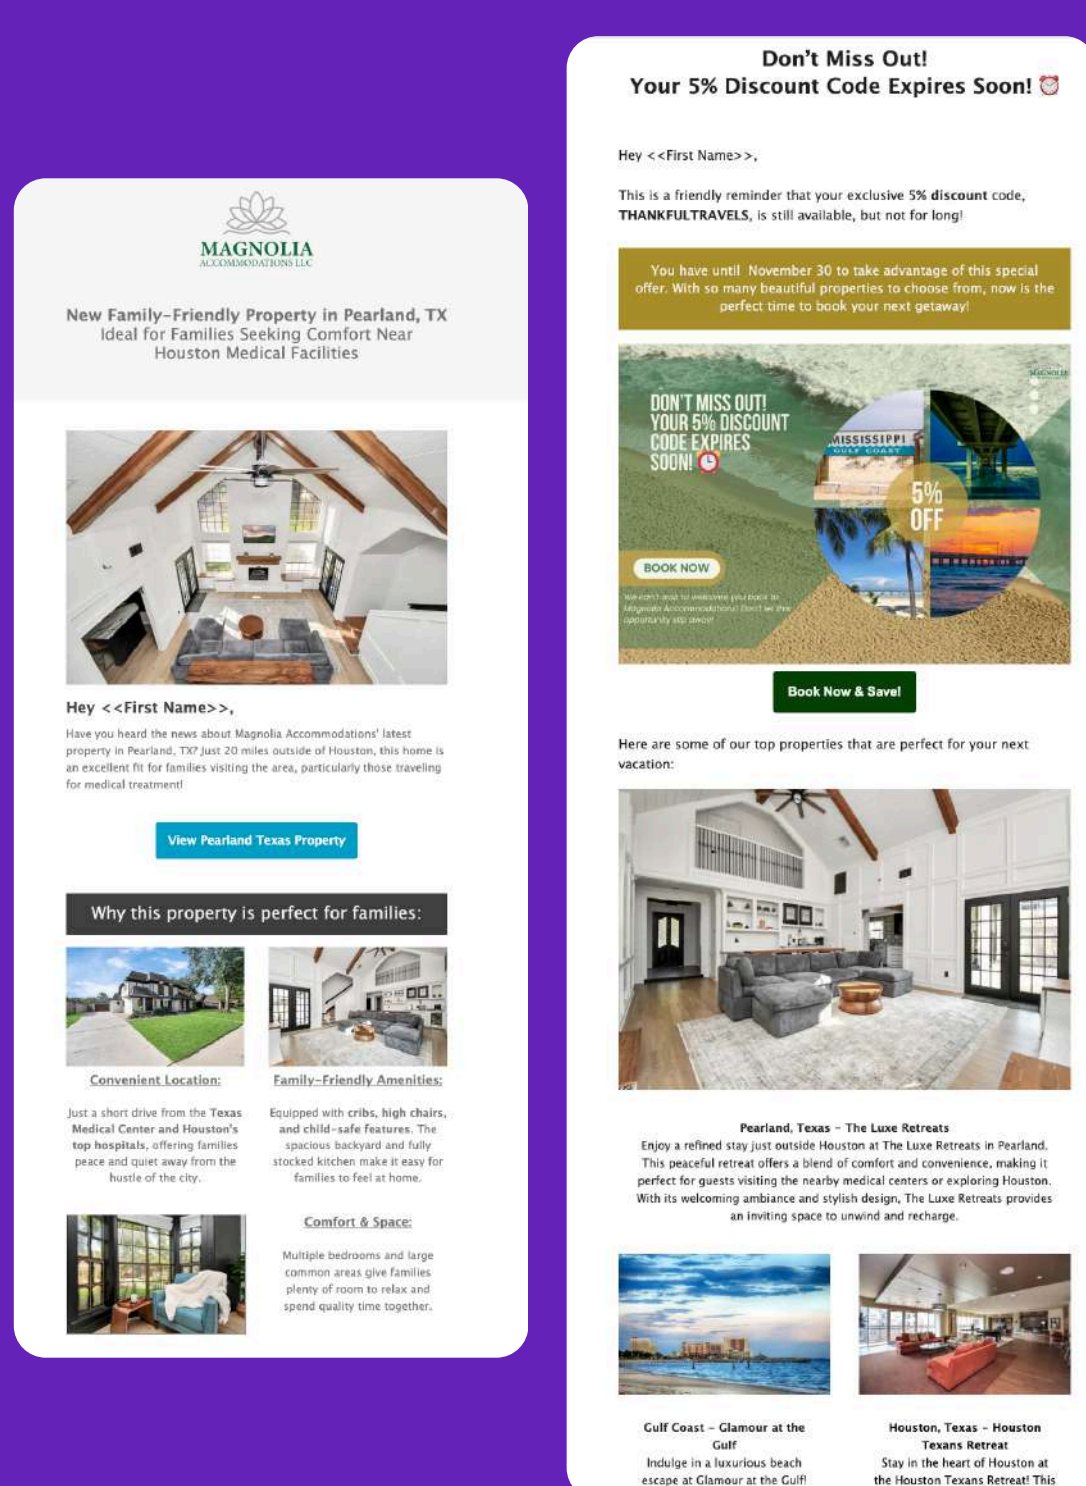 MAGNOLIA
ACCOMMODATIONS LLC
New Family-Friendly Property in Pearland, TX
Ideal for Families Seeking Comfort Near
Houston Medical Facilities
Hey <<First Name>>,
Have you heard the news about Magnolia Accommodations' latest
property in Pearland, TX? Just 20 miles outside of Houston, this home is
an excellent fit for families visiting the area, particularly those traveling
for medical treatment!
View Pearland Texas Property
Why this property is perfect for families:
Convenient Location:
Just a short drive from the Texas
Medical Center and Houston's
top hospitals, offering families
peace and quiet away from the
hustle of the city.
Family-Friendly Amenities:
Equipped with cribs, high chairs,
and child-safe features. The
spacious backyard and fully
stocked kitchen make it easy for
families to feel at home.
Comfort & Space:
Multiple bedrooms and large
common areas give families
plenty of room to relax and
spend quality time together.
Don't Miss Out!
Your 5% Discount Code Expires Soon! ⏰
Hey <<First Name>>,
This is a friendly reminder that your exclusive 5% discount code,
THANKFULTRAVELS, is still available, but not for long!
You have until November 30 to take advantage of this special
offer. With so many beautiful properties to choose from, now is the
perfect time to book your next getaway!
MAGNOLIA
DON'T MISS OUT!
YOUR 5% DISCOUNT
CODE EXPIRES
SOON! ⏰
MISSISSIPPI
GULF COAST
5%
OFF
BOOK NOW
We can't wait to welcome you back to
Magnolia Accommodations! Don't let this
opportunity slip away!
Book Now & Save!
Here are some of our top properties that are perfect for your next
vacation:
Pearland, Texas - The Luxe Retreats
Enjoy a refined stay just outside Houston at The Luxe Retreats in Pearland.
This peaceful retreat offers a blend of comfort and convenience, making it
perfect for guests visiting the nearby medical centers or exploring Houston.
With its welcoming ambiance and stylish design, The Luxe Retreats provides
an inviting space to unwind and recharge.
Gulf Coast - Glamour at the
Gulf
Indulge in a luxurious beach
escape at Glamour at the Gulf!
Houston, Texas - Houston
Texans Retreat
Stay in the heart of Houston at
the Houston Texans Retreat! This